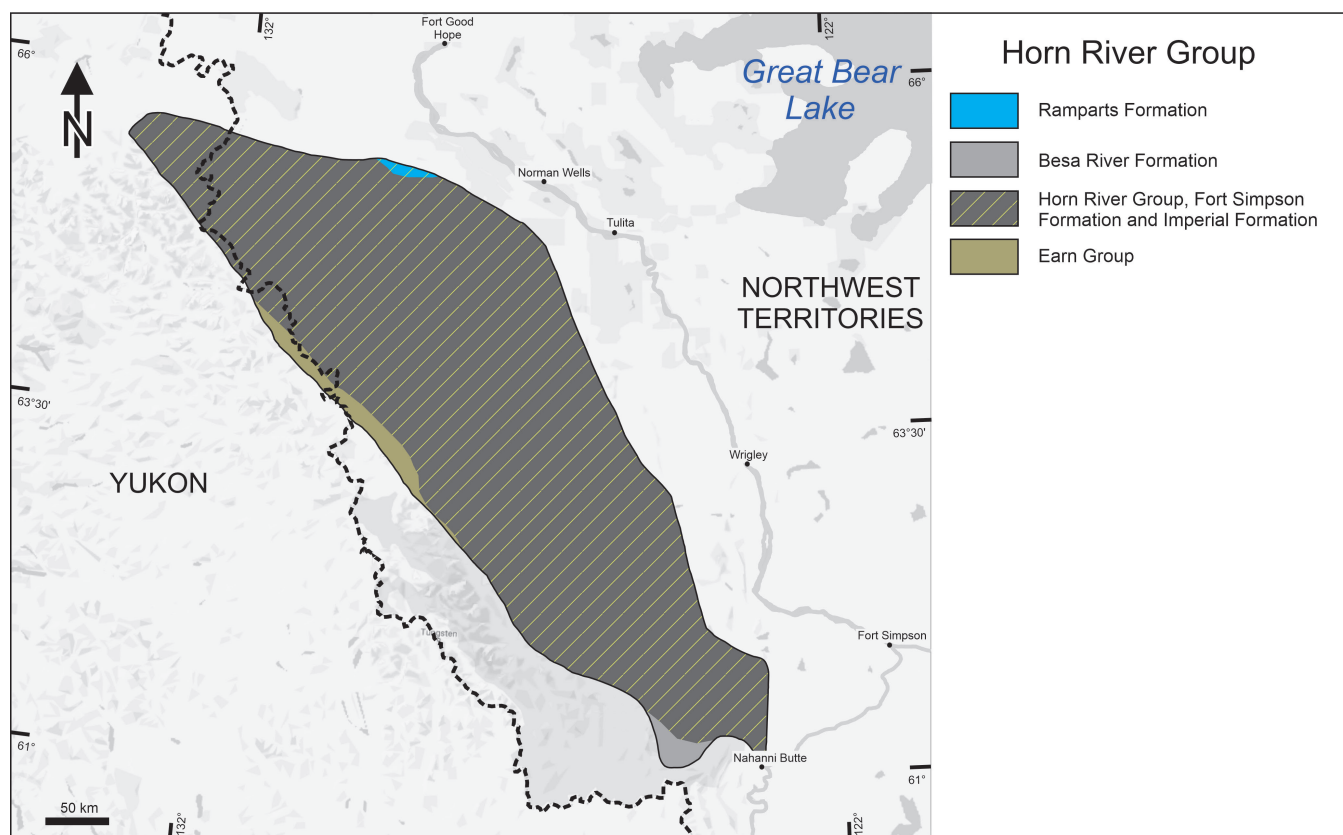 132°
Fort Good
Hope
122°
66°
Great Bear
Lake
66°
N
Norman Wells
Tulita
NORTHWEST
TERRITORIES
63°30'
63°30'
Wrigley
YUKON
Tungsten
Fort Simpson
61°
Nahanni Butte
61°
50 km
132°
122°
Horn River Group
Ramparts Formation
Besa River Formation
Horn River Group, Fort Simpson
Formation and Imperial Formation
Earn Group